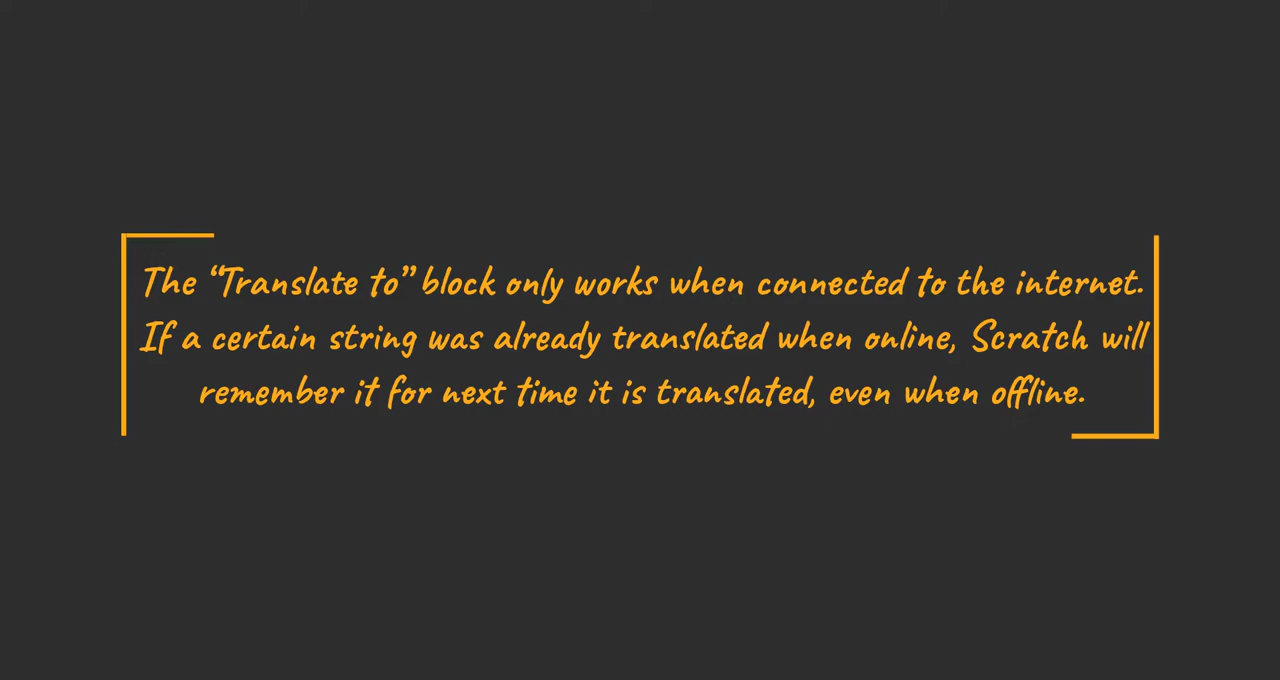 The “Translate to” block only works when connected to the internet.
If a certain string was already translated when online, Scratch will
remember it for next time it is translated, even when offline.